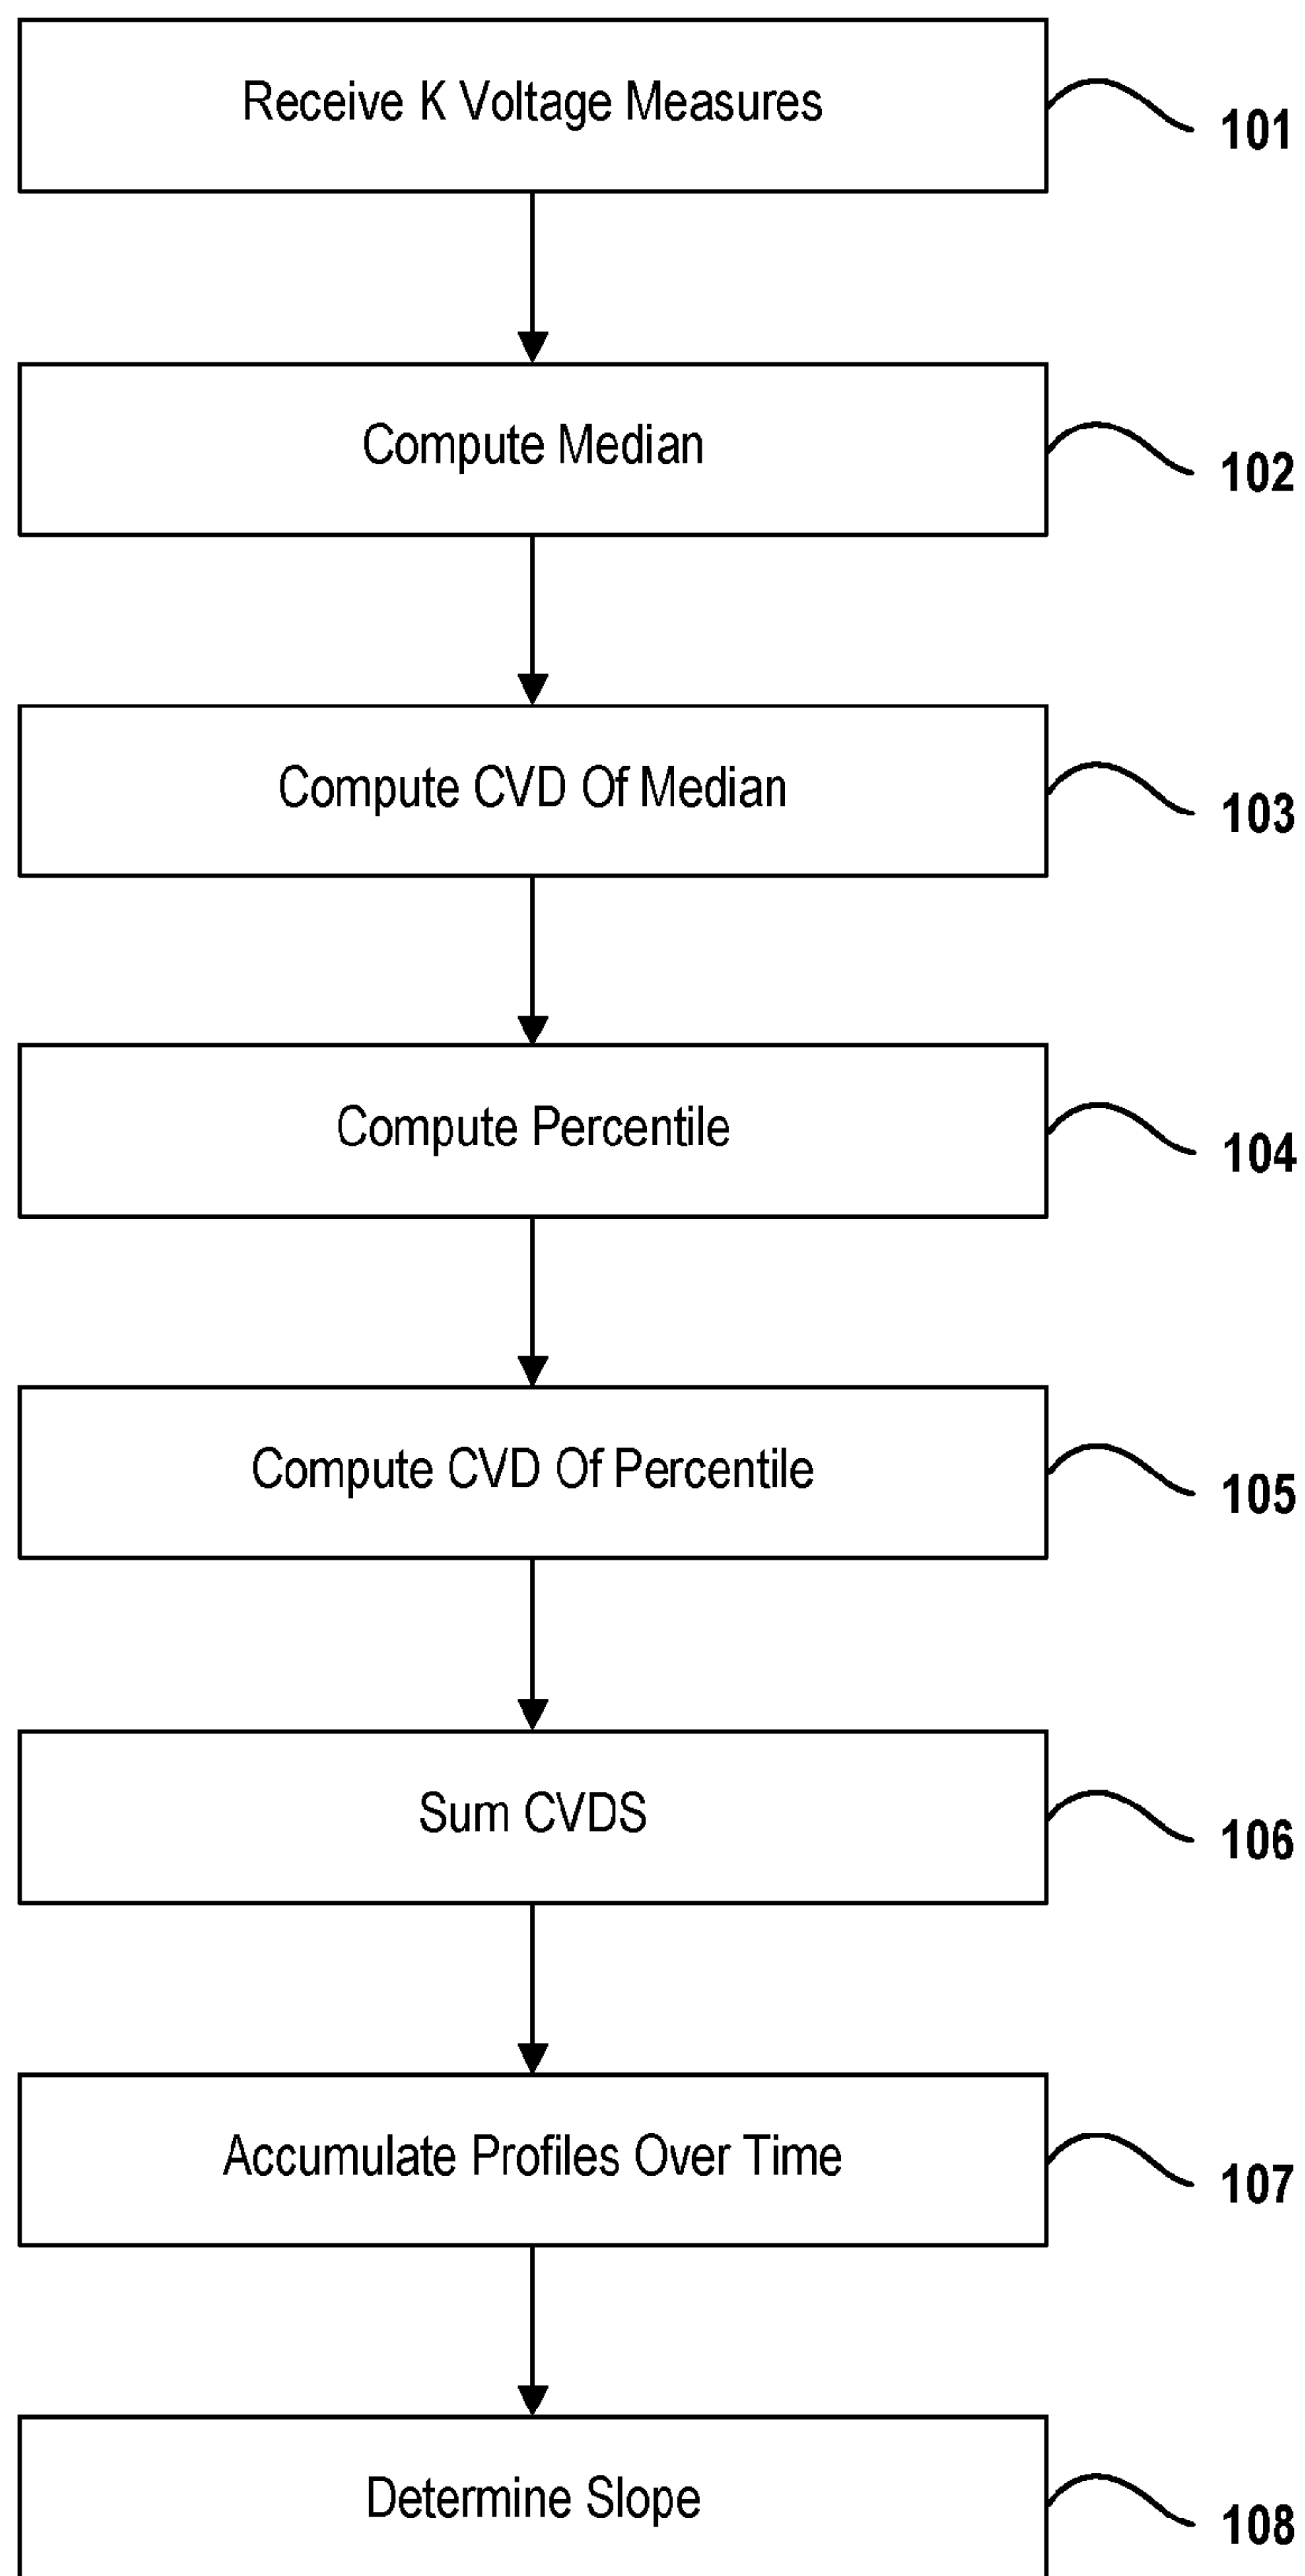 Receive K Voltage Measures
101
Compute Median
102
Compute CVD Of Median
103
Compute Percentile
104
Compute CVD Of Percentile
105
Sum CVDS
106
Accumulate Profiles Over Time
107
Determine Slope
108